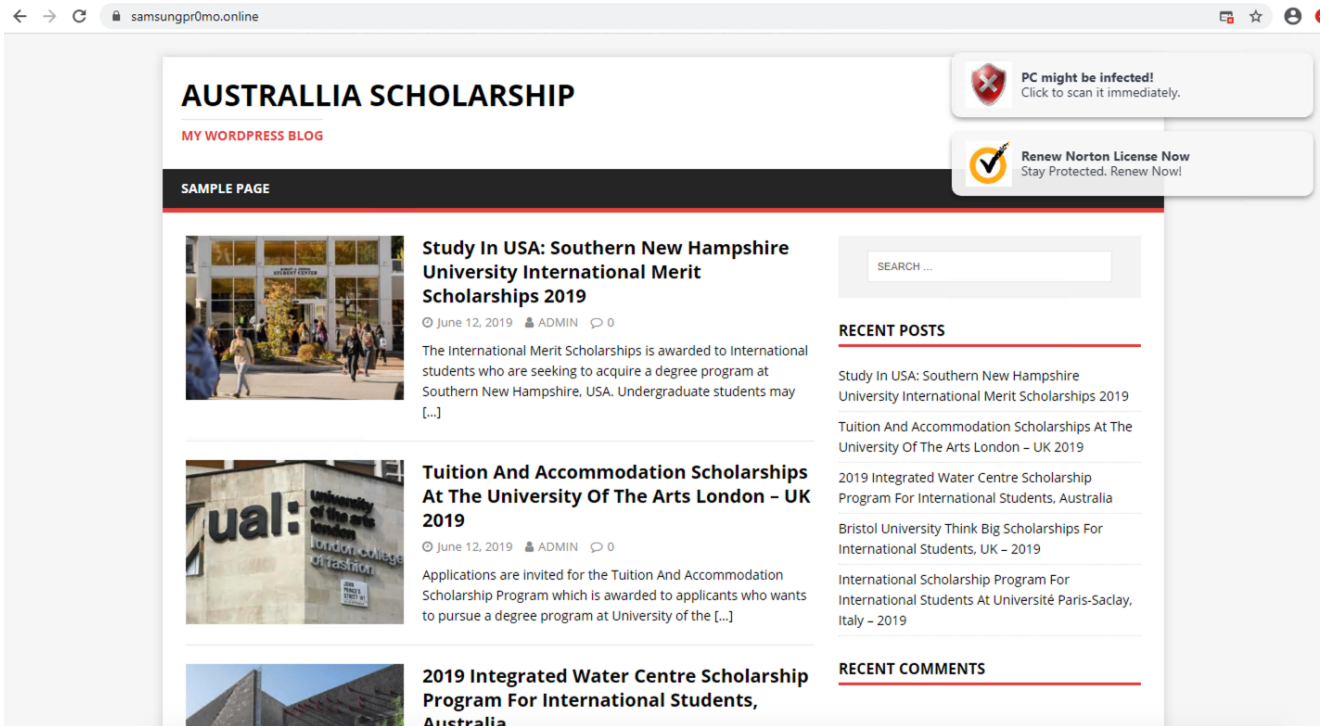 samsungpr0mo.online
PC might be infected!
Click to scan it immediately.
Renew Norton License Now
Stay Protected. Renew Now!
AUSTRALLIA SCHOLARSHIP
MY WORDPRESS BLOG
SAMPLE PAGE
STUDENT CENTER
Study In USA: Southern New Hampshire
University International Merit
Scholarships 2019
June 12, 2019 ADMIN 0
The International Merit Scholarships is awarded to International
students who are seeking to acquire a degree program at
Southern New Hampshire, USA. Undergraduate students may
[...]
ual:
university
of the arts
london
london college
of fashion
JOHN
PRINCE'S
STREET W1
Tuition And Accommodation Scholarships
At The University Of The Arts London – UK
2019
June 12, 2019 ADMIN 0
Applications are invited for the Tuition And Accommodation
Scholarship Program which is awarded to applicants who wants
to pursue a degree program at University of the [...]
2019 Integrated Water Centre Scholarship
Program For International Students,
Australia
SEARCH ...
RECENT POSTS
Study In USA: Southern New Hampshire
University International Merit Scholarships 2019
Tuition And Accommodation Scholarships At The
University Of The Arts London – UK 2019
2019 Integrated Water Centre Scholarship
Program For International Students, Australia
Bristol University Think Big Scholarships For
International Students, UK – 2019
International Scholarship Program For
International Students At Université Paris-Saclay,
Italy – 2019
RECENT COMMENTS